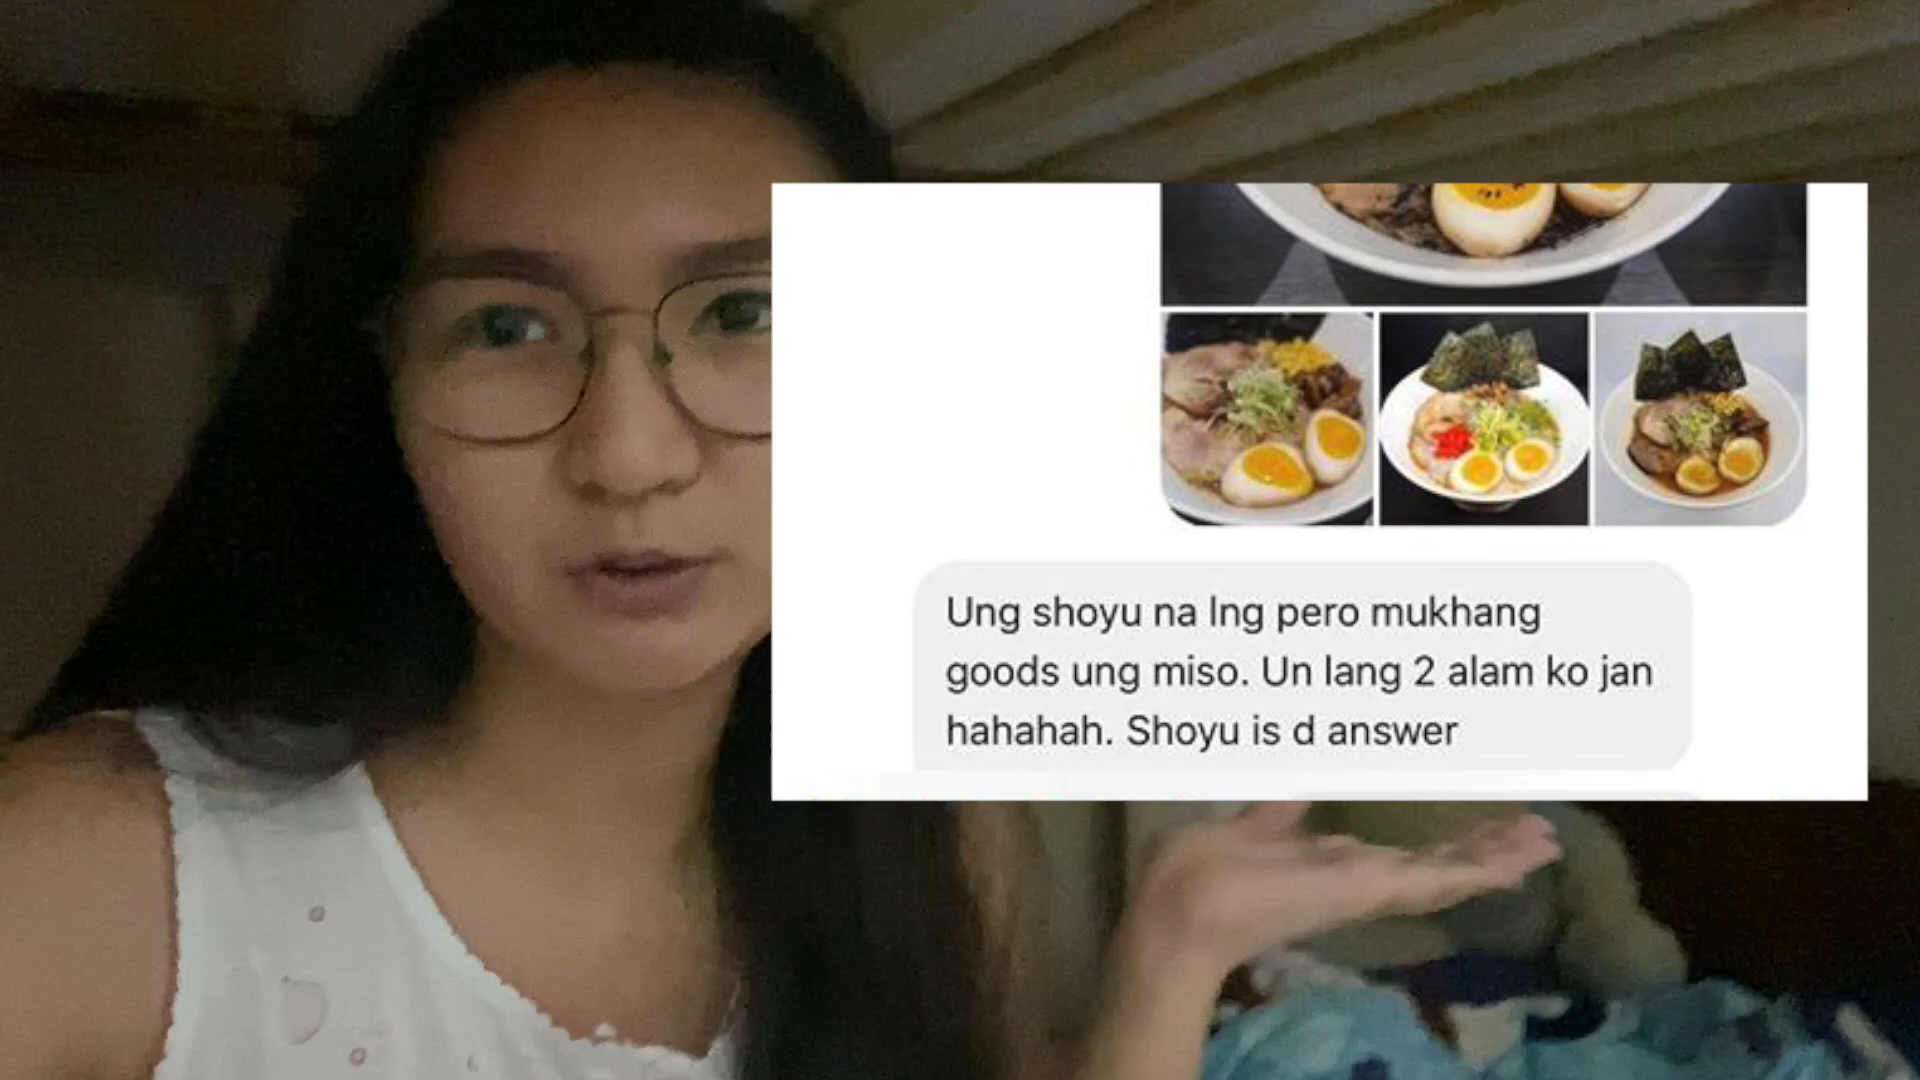 Ung shoyu na lng pero mukhang
goods ung miso. Un lang 2 alam ko jan
hahahah. Shoyu is d answer